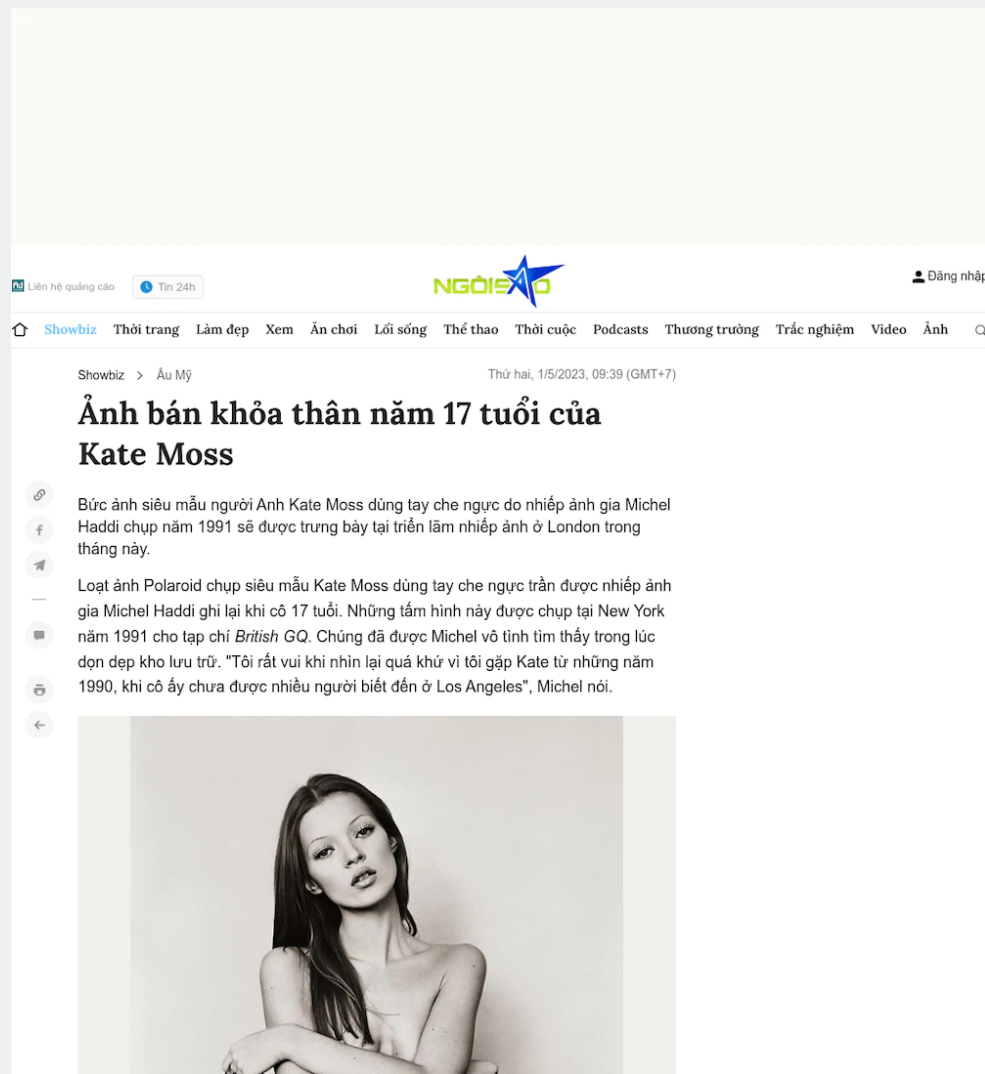 Liên hệ quảng cáo
Tin 24h
NGÔISAO
Đăng nhập
Showbiz Thời trang Làm đẹp Xem Ăn chơi Lối sống Thể thao Thời cuộc Podcasts Thương trường Trắc nghiệm Video Ảnh
Showbiz > Âu Mỹ
Thứ hai, 1/5/2023, 09:39 (GMT+7)
Ảnh bán khỏa thân năm 17 tuổi của
Kate Moss
Bức ảnh siêu mẫu người Anh Kate Moss dùng tay che ngực do nhiếp ảnh gia Michel
Haddi chụp năm 1991 sẽ được trưng bày tại triển lãm nhiếp ảnh ở London trong
tháng này.
Loạt ảnh Polaroid chụp siêu mẫu Kate Moss dùng tay che ngực trần được nhiếp ảnh
gia Michel Haddi ghi lại khi cô 17 tuổi. Những tấm hình này được chụp tại New York
năm 1991 cho tạp chí British GQ. Chúng đã được Michel vô tình tìm thấy trong lúc
dọn dẹp kho lưu trữ. "Tôi rất vui khi nhìn lại quá khứ vì tôi gặp Kate từ những năm
1990, khi cô ấy chưa được nhiều người biết đến ở Los Angeles", Michel nói.